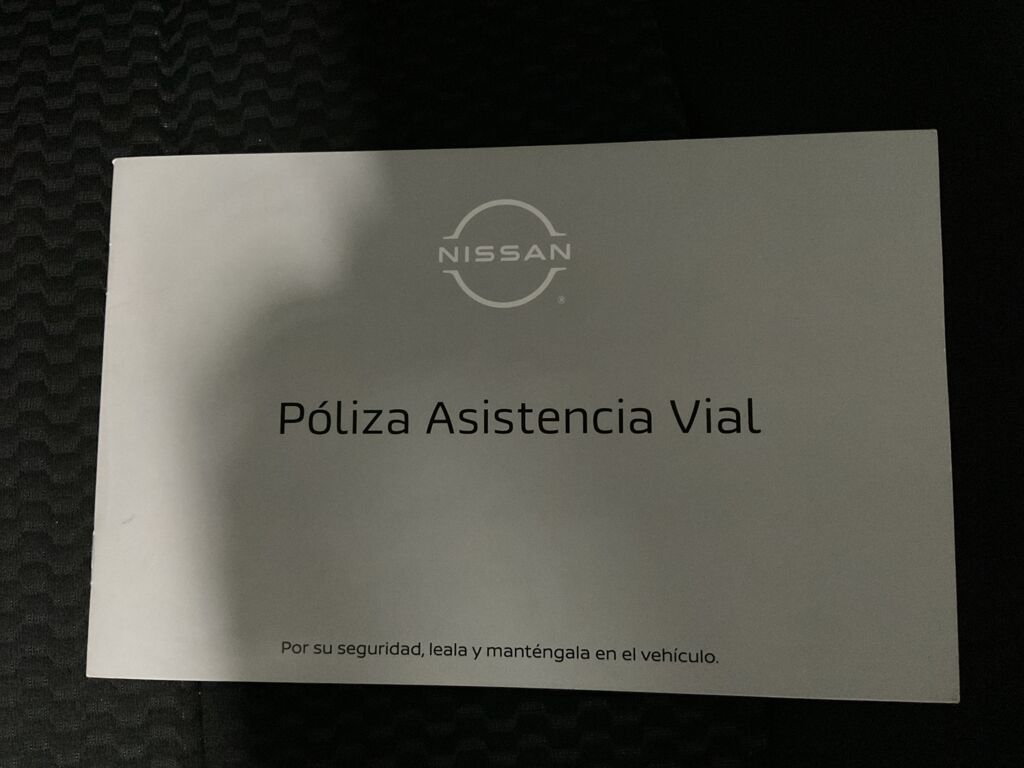 NISSAN
®
Póliza Asistencia Vial
Por su seguridad, leala y manténgala en el vehículo.